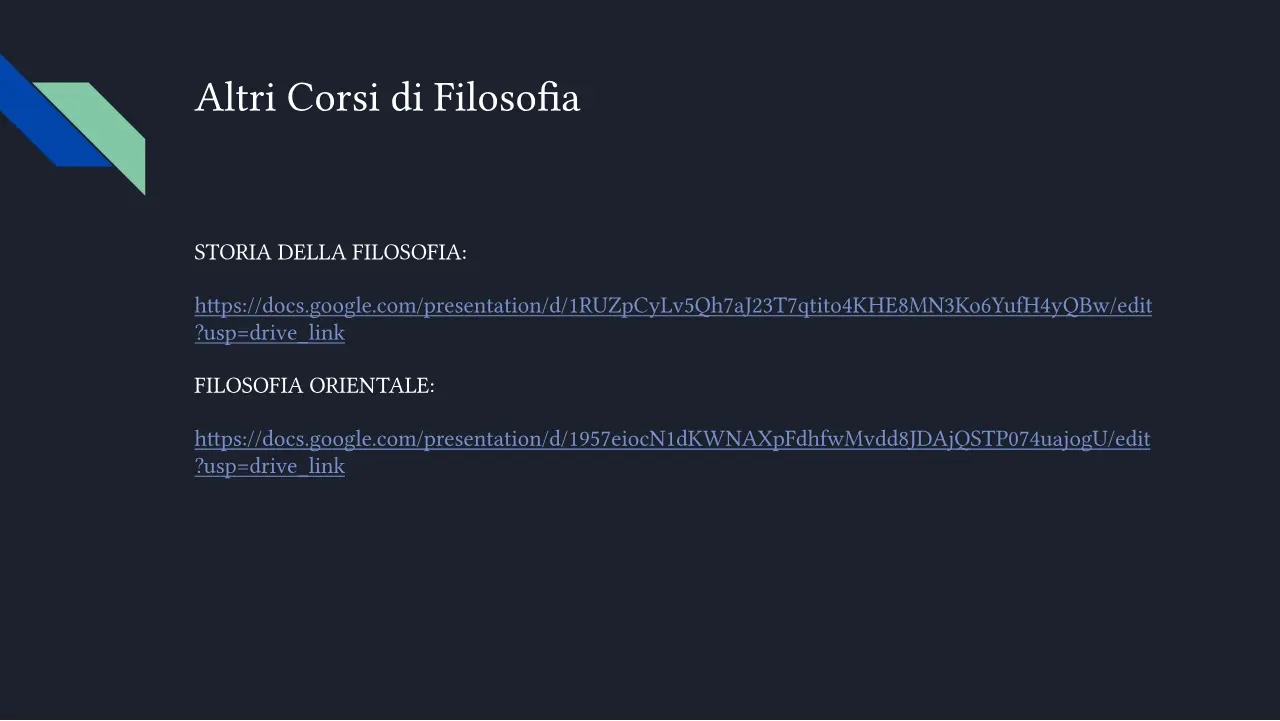 Altri Corsi di Filosofia
STORIA DELLA FILOSOFIA:
https://docs.google.com/presentation/d/1RUZpCyLv5Qh7aJ23T7qtito4KHE8MN3Ko6YufH4yQBw/edit
?usp=drive_link
FILOSOFIA ORIENTALE:
https://docs.google.com/presentation/d/1957eiocN1dKWNAXpFdhfwMvdd8JDAjQSTP074uajogU/edit
?usp=drive_link